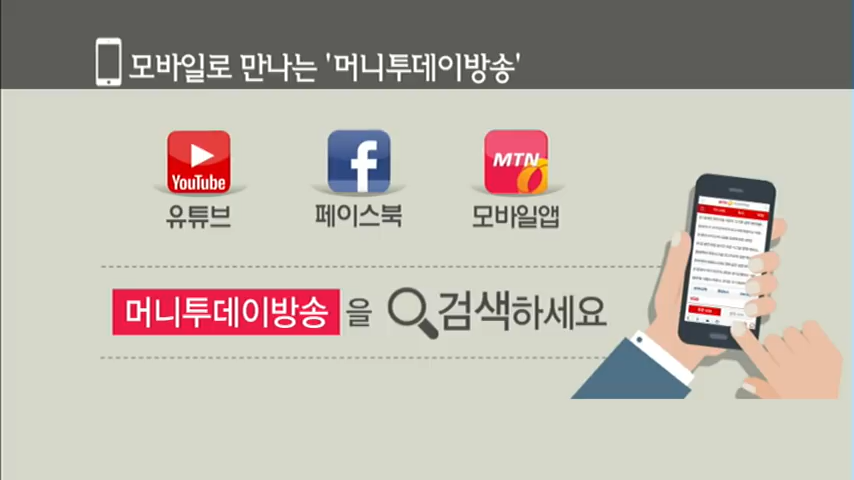 모바일로 만나는 '머니투데이방송'
YouTube
MTN
유튜브
페이스북
모바일앱
머니투데이방송을 검색하세요